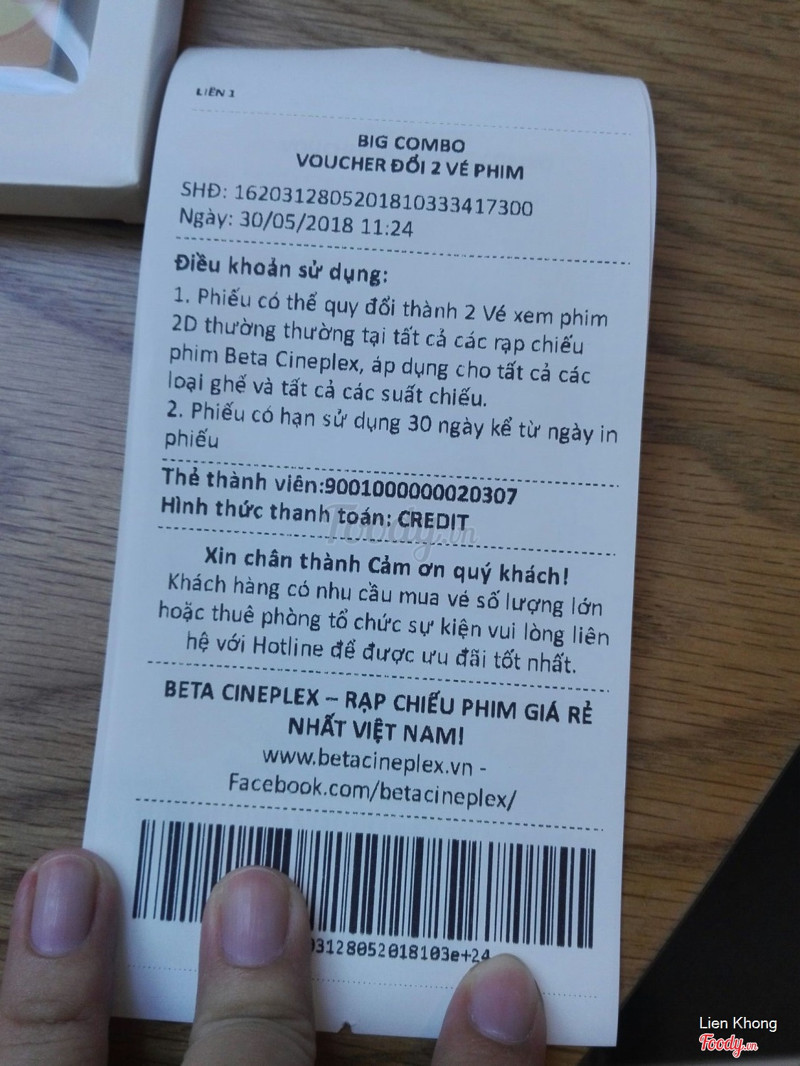 LIÊN 1
BIG COMBO
VOUCHER ĐỔI 2 VÉ PHIM
SHĐ: 1620312805201810333417300
Ngày: 30/05/2018 11:24
Điều khoản sử dụng:
1. Phiếu có thể quy đổi thành 2 Vé xem phim
2D thường thường tại tất cả các rạp chiếu
phim Beta Cineplex, áp dụng cho tất cả các
loại ghế và tất cả các suất chiếu.
2. Phiếu có hạn sử dụng 30 ngày kể từ ngày in
phiếu
Thẻ thành viên:9001000000020307
Hình thức thanh toán: CREDIT
Foody.vn
Xin chân thành Cảm ơn quý khách!
Khách hàng có nhu cầu mua vé số lượng lớn
hoặc thuê phòng tổ chức sự kiện vui lòng liên
hệ với Hotline để được ưu đãi tốt nhất.
BETA CINEPLEX – RẠP CHIẾU PHIM GIÁ RẺ
NHẤT VIỆT NAM!
www.betacineplex.vn -
Facebook.com/betacineplex/
03128052018103e+24
Lien Khong
Foody.vn